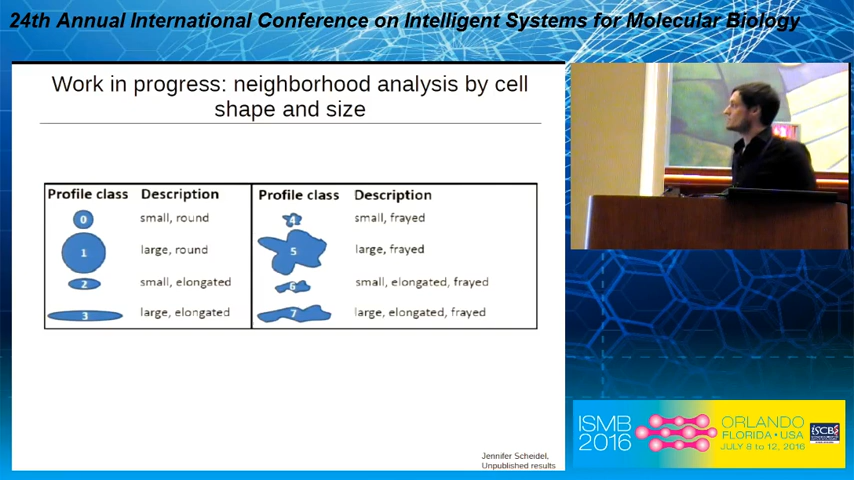 24th Annual International Conference on Intelligent Systems for Molecular Biology
Work in progress: neighborhood analysis by cell
shape and size
Profile class Description Profile class Description
0 small, round 4 small, frayed
1 large, round 5 large, frayed
2 small, elongated 6 small, elongated, frayed
3 large, elongated 7 large, elongated, frayed
Jennifer Scheidel,
Unpublished results
ISMB
2016
ORLANDO
FLORIDA • USA
JULY 8 to 12, 2016
ISCB